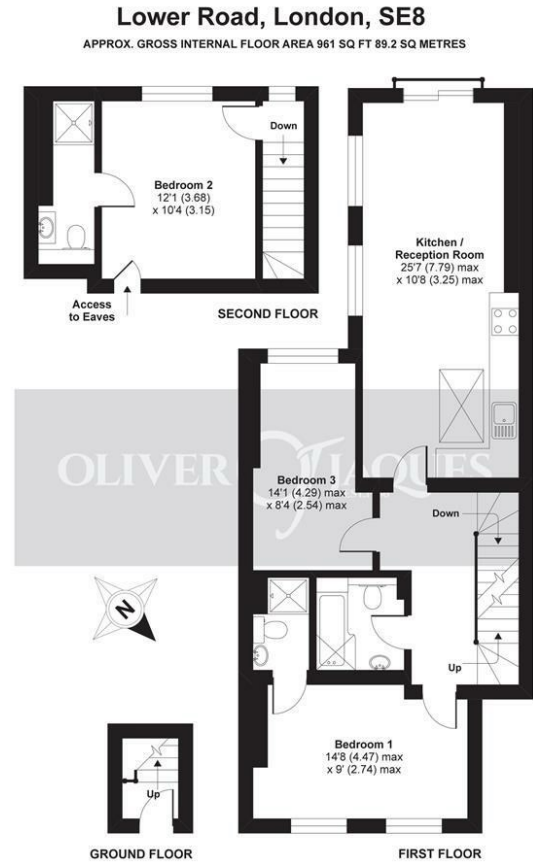 Lower Road, London, SE8
APPROX. GROSS INTERNAL FLOOR AREA 961 SQ FT 89.2 SQ METRES
Down
Bedroom 2
12'1 (3.68)
x 10'4 (3.15)
Access
to Eaves
SECOND FLOOR
Kitchen /
Reception Room
25'7 (7.79) max
x 10'8 (3.25) max
OLIVER JAQUES
Bedroom 3
14'1 (4.29) max
x 8'4 (2.54) max
Down
N
Up
Bedroom 1
14'8 (4.47) max
x 9' (2.74) max
Up
GROUND FLOOR
FIRST FLOOR